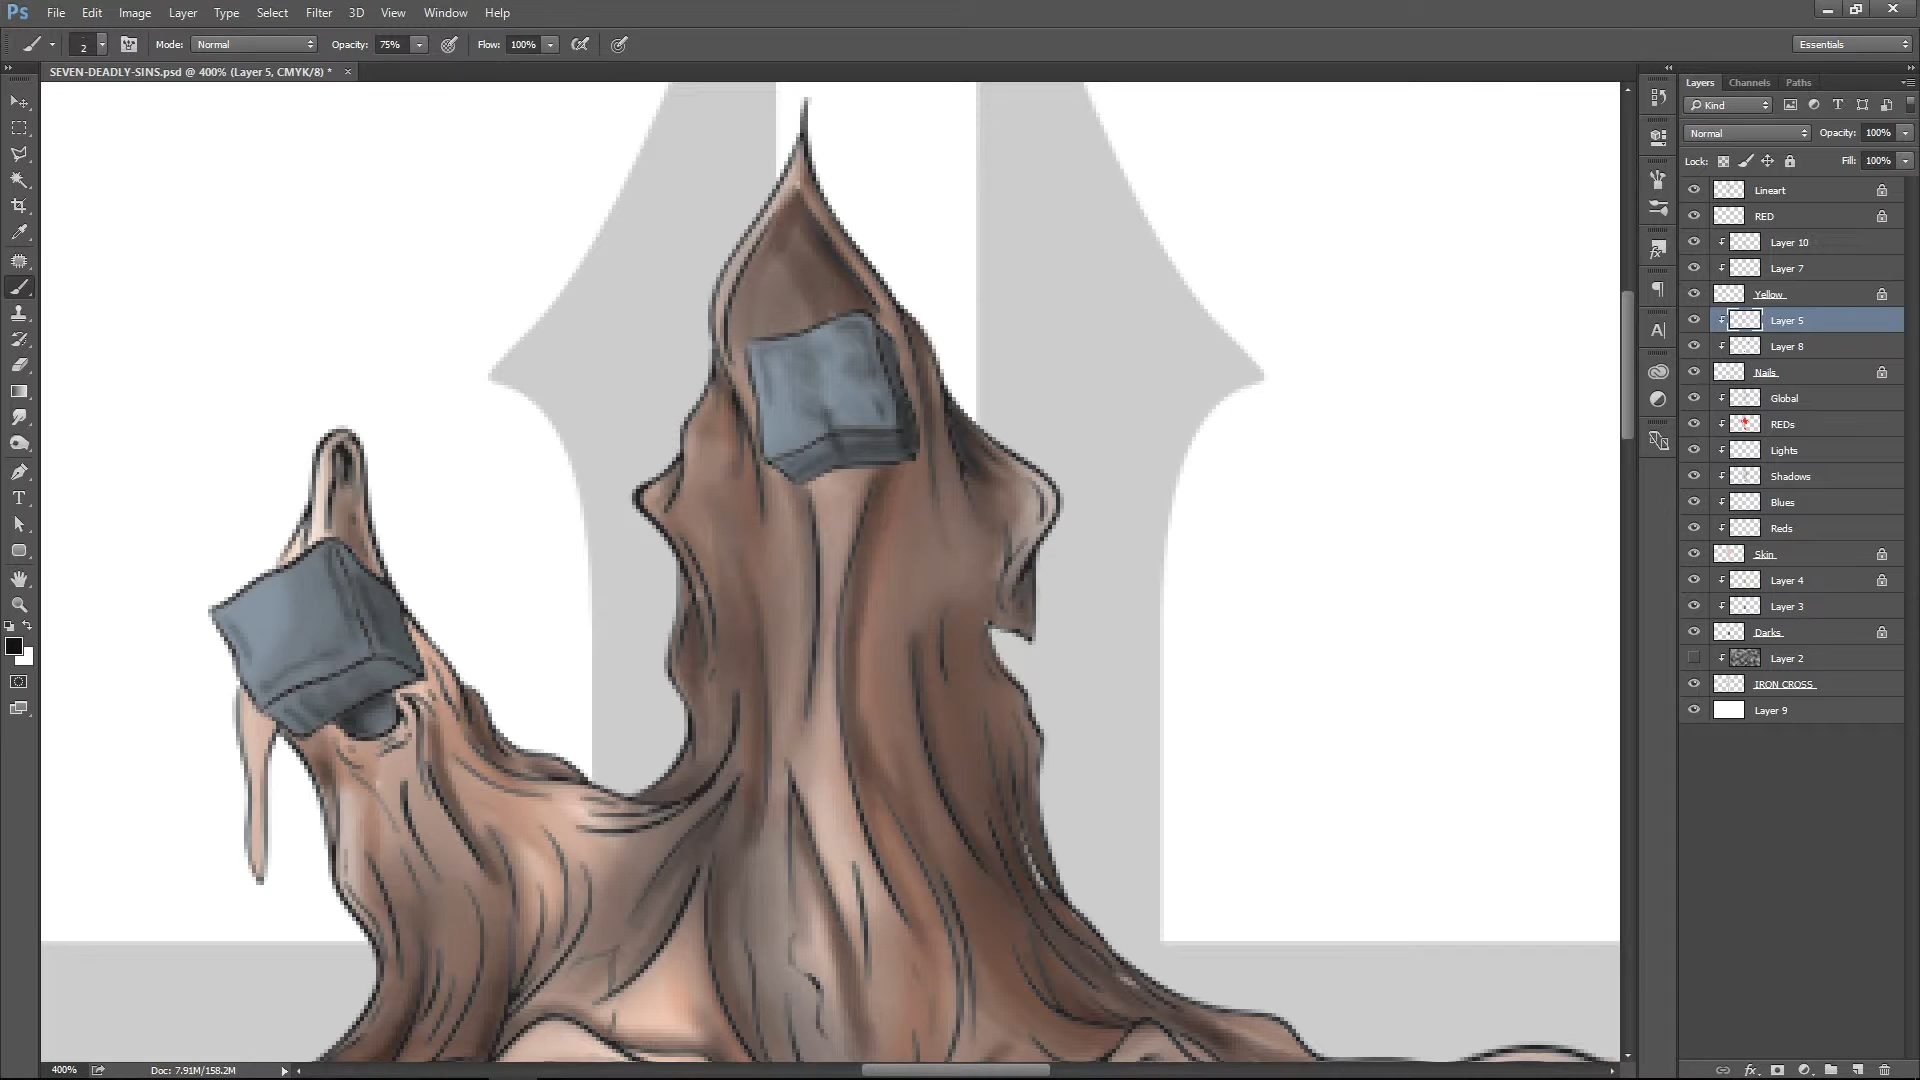 Ps File Edit Image Layer Type Select Filter 3D View Window Help
2 Mode: Normal Opacity: 75% Flow: 100% Essentials
SEVEN-DEADLY-SINS.psd @ 400% (Layer 5, CMYK/8) * ×
Layers Channels Paths
Kind
Normal Opacity: 100%
Lock: Fill: 100%
Lineart
RED
Layer 10
Layer 7
Yellow
Layer 5
Layer 8
Nails
Global
REDs
Lights
Shadows
Blues
Reds
Skin
Layer 4
Layer 3
Darks
Layer 2
IRON CROSS
Layer 9
400% Doc: 7.91M/158.2M